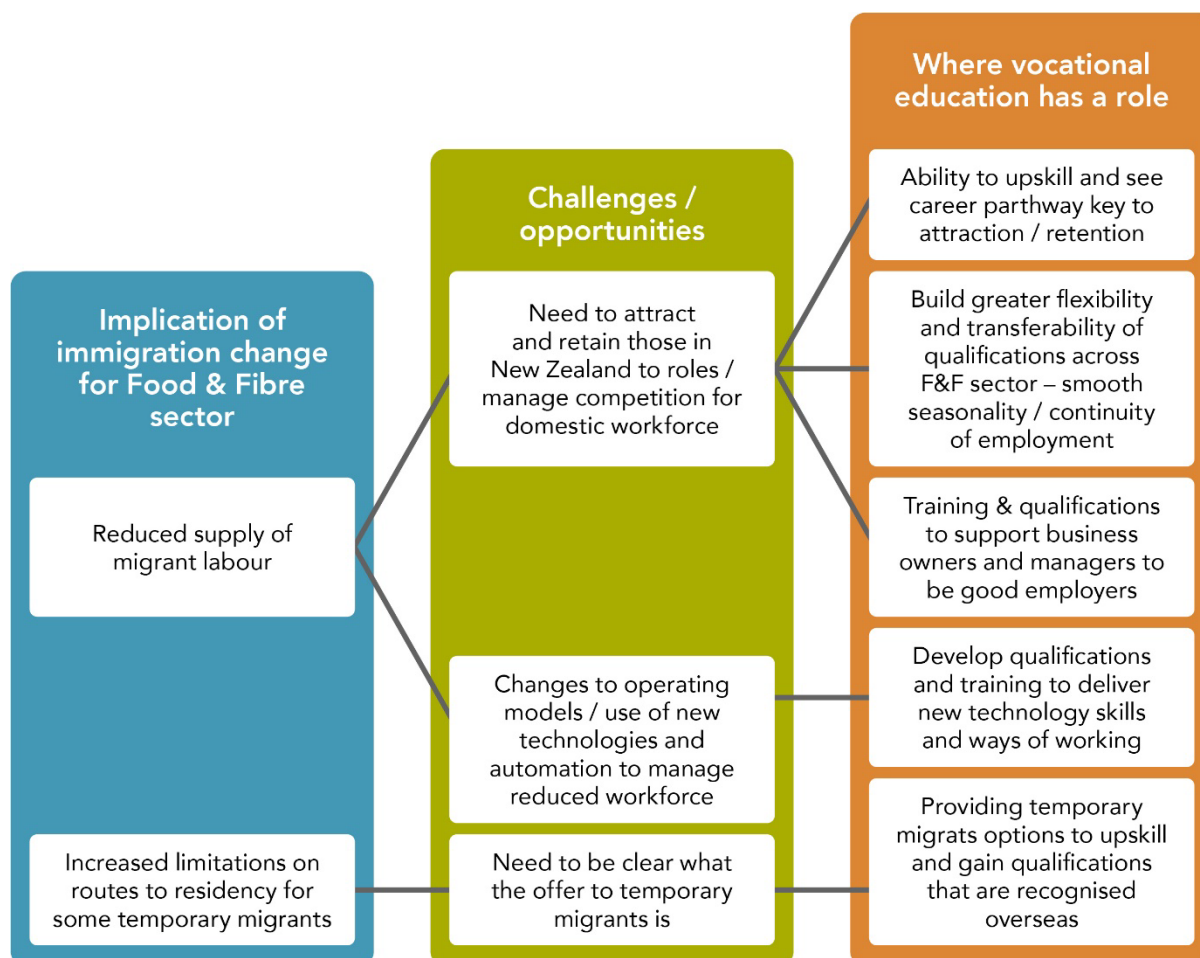 Implication of
immigration change
for Food & Fibre
sector
Reduced supply of
migrant labour
Increased limitations on
routes to residency for
some temporary migrants
Challenges /
opportunities
Need to attract
and retain those in
New Zealand to roles /
manage competition for
domestic workforce
Changes to operating
models / use of new
technologies and
automation to manage
reduced workforce
Need to be clear what
the offer to temporary
migrants is
Where vocational
education has a role
Ability to upskill and see
career parthway key to
attraction / retention
Build greater flexibility
and transferability of
qualifications across
F&F sector – smooth
seasonality / continuity
of employment
Training & qualifications
to support business
owners and managers to
be good employers
Develop qualifications
and training to deliver
new technology skills
and ways of working
Providing temporary
migrats options to upskill
and gain qualifications
that are recognised
overseas